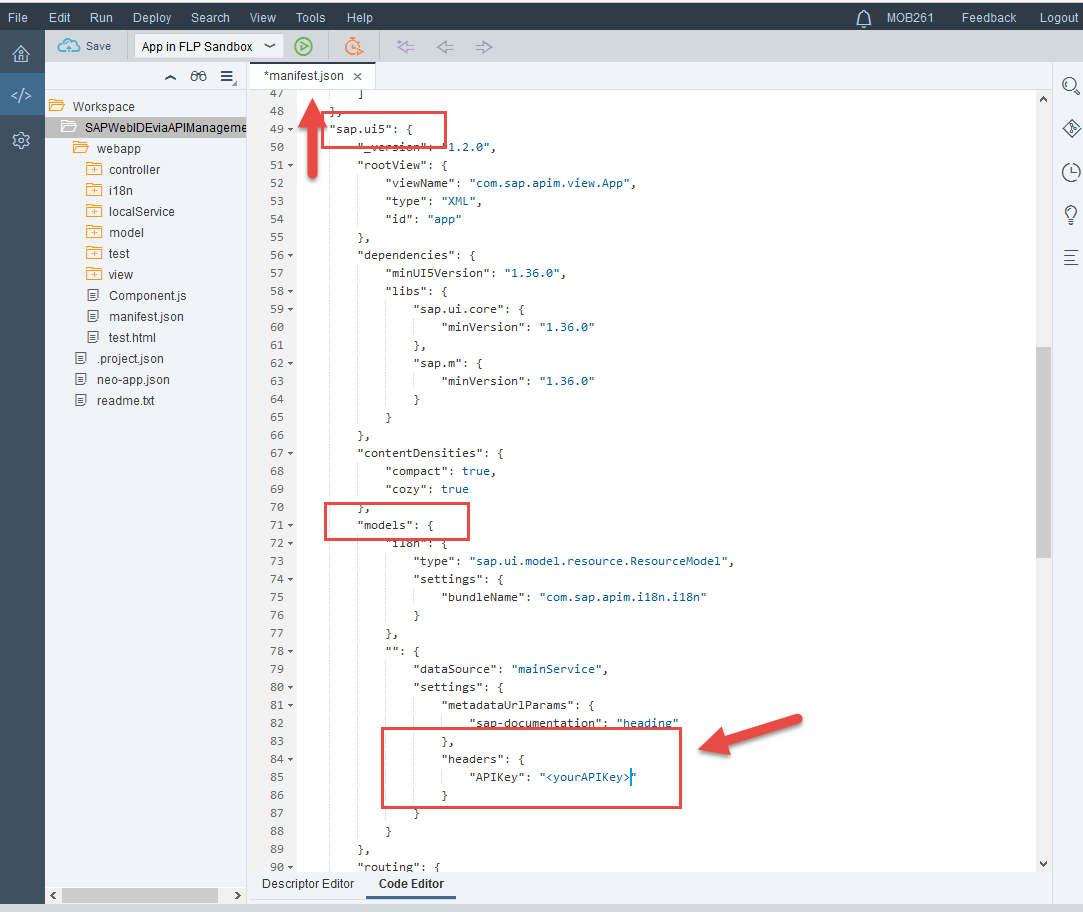 File Edit Run Deploy Search View Tools Help MOB261 Feedback Logout
Save App in FLP Sandbox
*manifest.json ×
Workspace
SAPWebIDEviaAPIManageme
webapp
controller
i18n
localService
model
test
view
Component.js
manifest.json
test.html
.project.json
neo-app.json
readme.txt
47 ]
48 },
49 "sap.ui5": {
50 "_version": "1.2.0",
51 "rootView": {
52 "viewName": "com.sap.apim.view.App",
53 "type": "XML",
54 "id": "app"
55 },
56 "dependencies": {
57 "minUI5Version": "1.36.0",
58 "libs": {
59 "sap.ui.core": {
60 "minVersion": "1.36.0"
61 },
62 "sap.m": {
63 "minVersion": "1.36.0"
64 }
65 }
66 },
67 "contentDensities": {
68 "compact": true,
69 "cozy": true
70 },
71 "models": {
72 "i18n": {
73 "type": "sap.ui.model.resource.ResourceModel",
74 "settings": {
75 "bundleName": "com.sap.apim.i18n.i18n"
76 }
77 },
78 "": {
79 "dataSource": "mainService",
80 "settings": {
81 "metadataUrlParams": {
82 "sap-documentation": "heading"
83 },
84 "headers": {
85 "APIKey": "<yourAPIKey>"
86 }
87 }
88 }
89 },
90 "routing": {
Descriptor Editor Code Editor